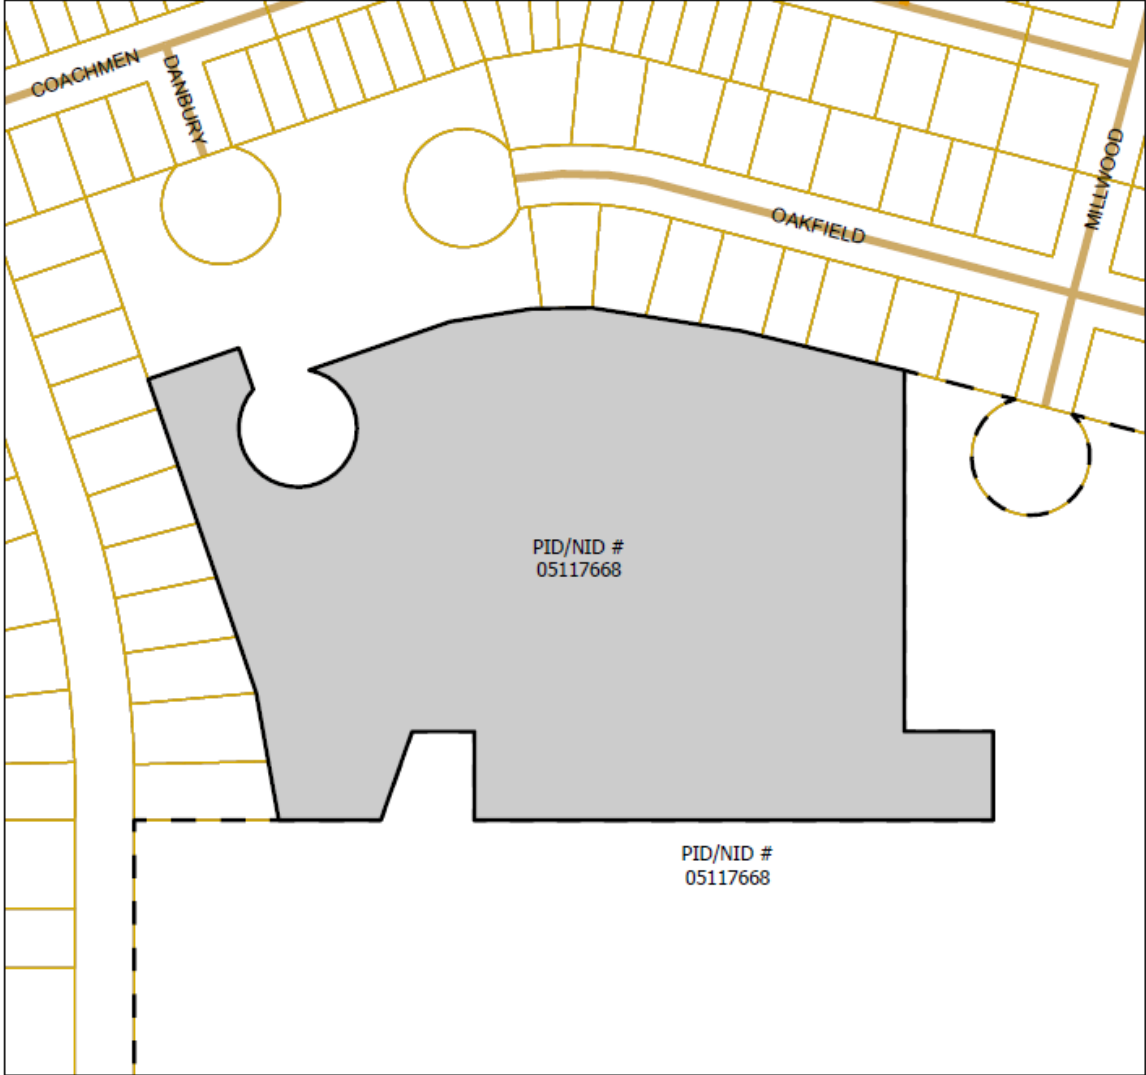 COACHMEN
DANBURY
MILLWOOD
OAKFIELD
PID/NID #
05117668
PID/NID #
05117668